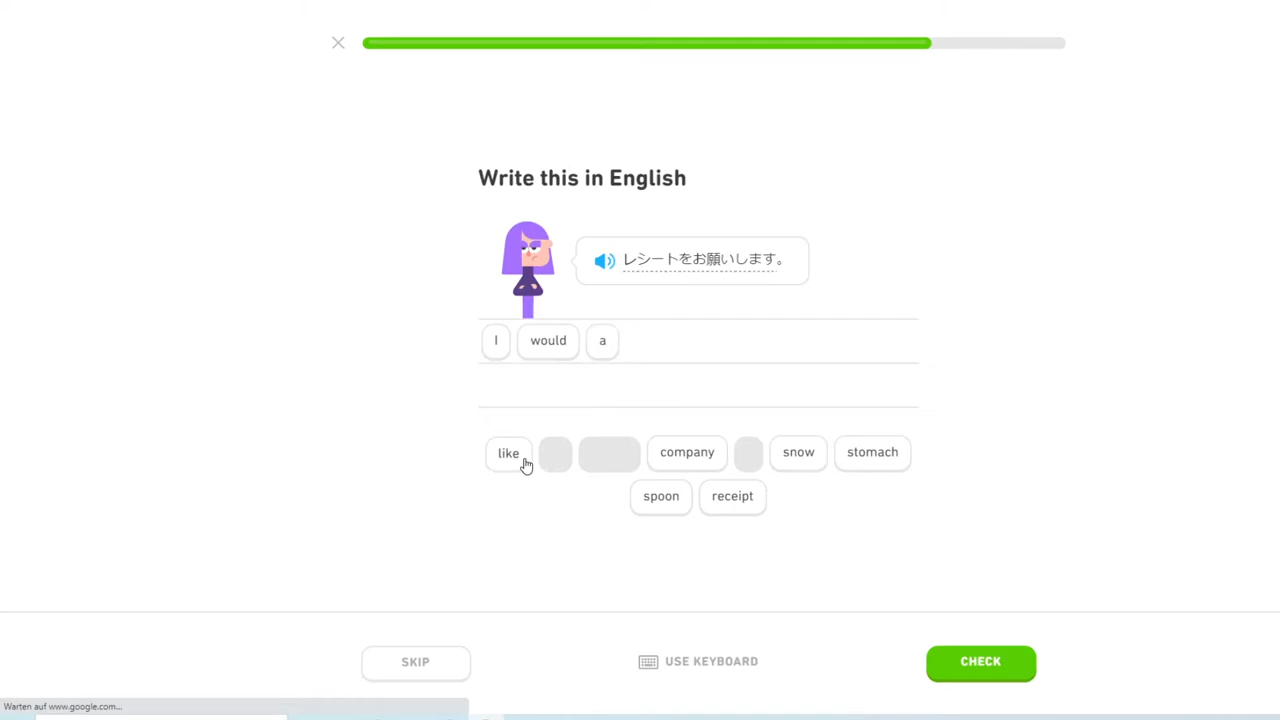 Write this in English
レシートをお願いします。
I would a
like company snow stomach
spoon receipt
SKIP USE KEYBOARD CHECK
Warten auf www.google.com...